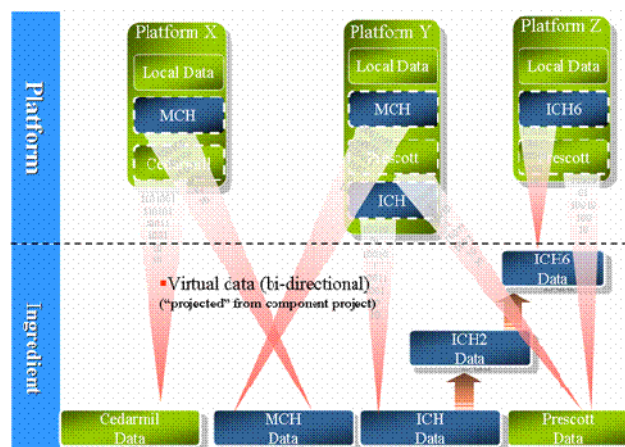 Platform
Platform X
Local Data
MCH
Platform Y
Local Data
MCH
Prescott
ICH
Platform Z
Local Data
ICH6
Prescott
Ingredient
Virtual data (bi-directional)
("projected" from component project)
ICH6
Data
ICH2
Data
Cedarmil
Data
MCH
Data
ICH
Data
Prescott
Data